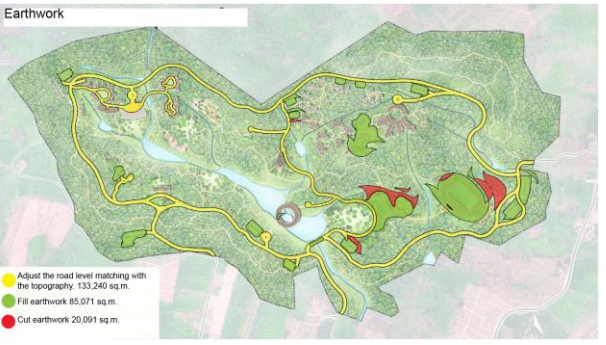 Earthwork
Adjust the road level matching with
the topography. 133,240 sq.m.
Fill earthwork 85,071 sq.m.
Cut earthwork 20,091 sq.m.